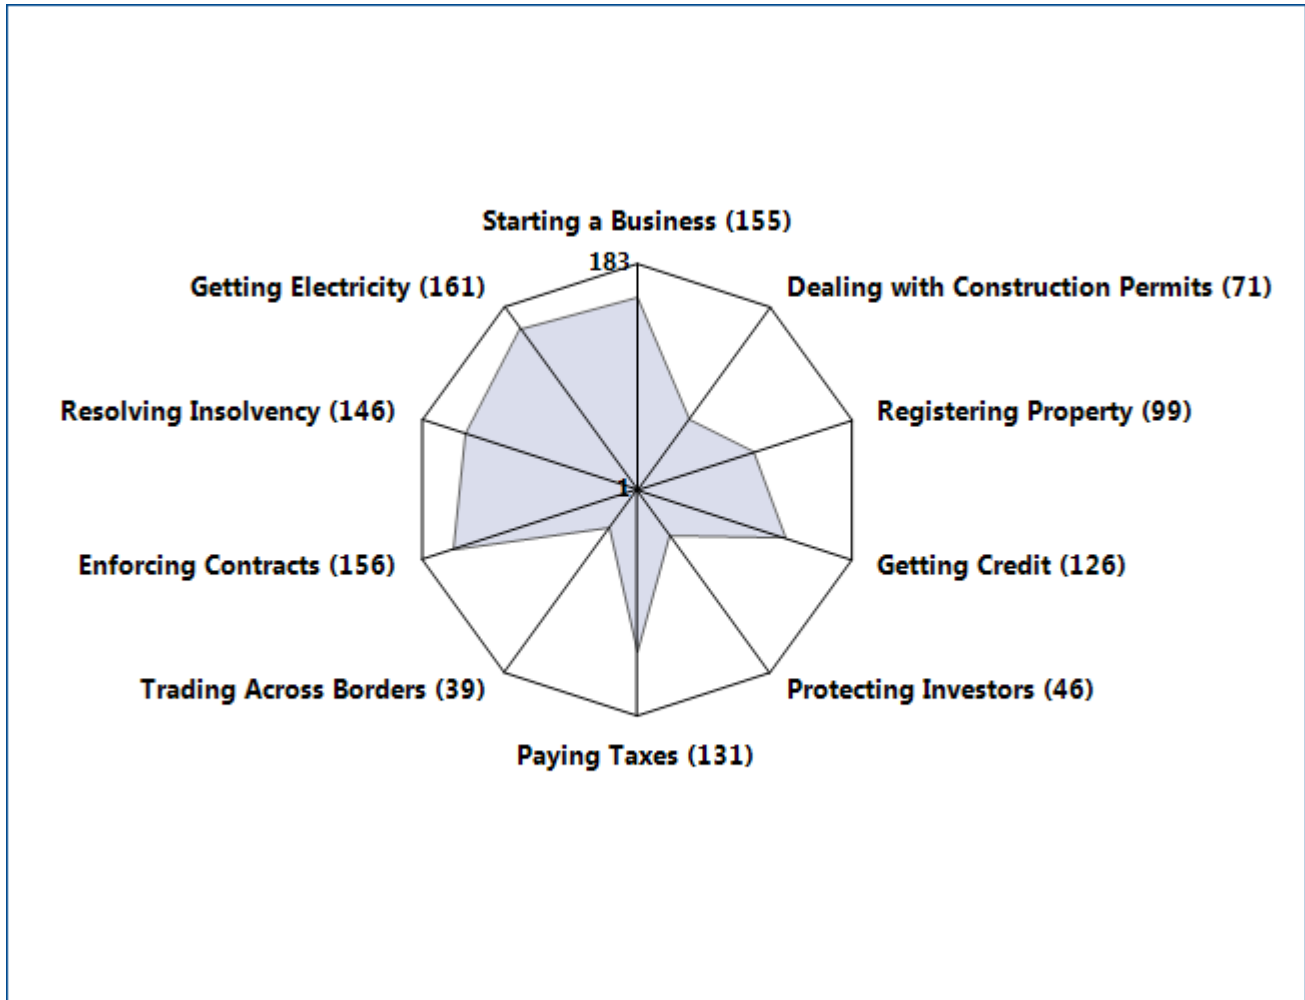 Starting a Business (155)
183
Getting Electricity (161)
Dealing with Construction Permits (71)
Resolving Insolvency (146)
Registering Property (99)
1
Enforcing Contracts (156)
Getting Credit (126)
Trading Across Borders (39)
Protecting Investors (46)
Paying Taxes (131)